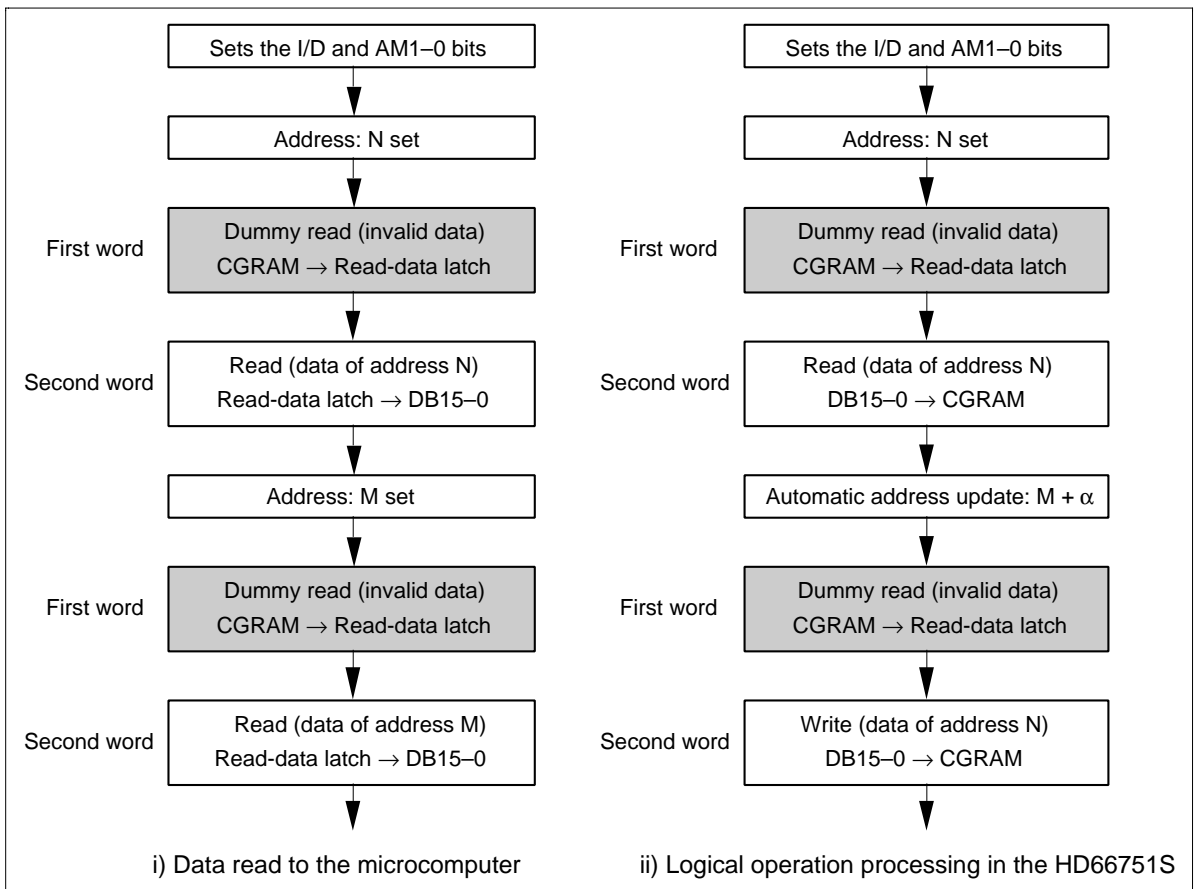 Sets the I/D and AM1–0 bits
Address: N set
First word
Dummy read (invalid data)
CGRAM → Read-data latch
Second word
Read (data of address N)
Read-data latch → DB15–0
Address: M set
First word
Dummy read (invalid data)
CGRAM → Read-data latch
Second word
Read (data of address M)
Read-data latch → DB15–0
i) Data read to the microcomputer
Sets the I/D and AM1–0 bits
Address: N set
First word
Dummy read (invalid data)
CGRAM → Read-data latch
Second word
Read (data of address N)
DB15–0 → CGRAM
Automatic address update: M + α
First word
Dummy read (invalid data)
CGRAM → Read-data latch
Second word
Write (data of address N)
DB15–0 → CGRAM
ii) Logical operation processing in the HD66751S